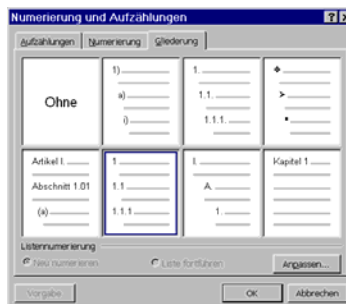 Numerierung und Aufzählungen
Aufzählungen Numerierung Gliederung
Ohne
1)
a)
i)
1.
1.1.
1.1.1.
Artikel I.
Abschnitt 1.01
(a)
1
1.1
1.1.1
I.
A.
1.
Kapitel 1
Listennumerierung
Neu numerieren Liste fortführen Anpassen...
Vorgabe OK Abbrechen